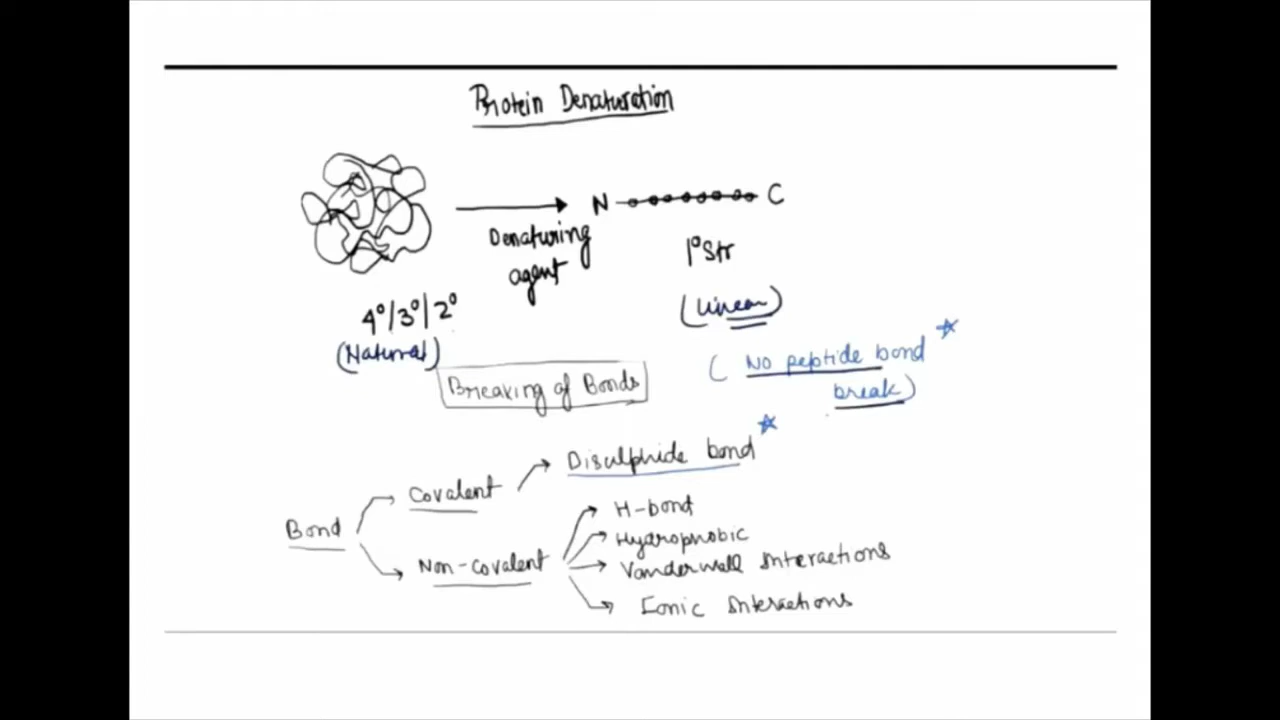 Protein Denaturation
N C
Denaturing
agent
1° Str
4°/3°/2°
(Linear)
(Natural)
(No peptide bond
break)
Breaking of Bonds
Disulphide bond
Covalent
H-bond
Bond
Hydrophobic
Non-covalent
Vanderwall interactions
Ionic interactions